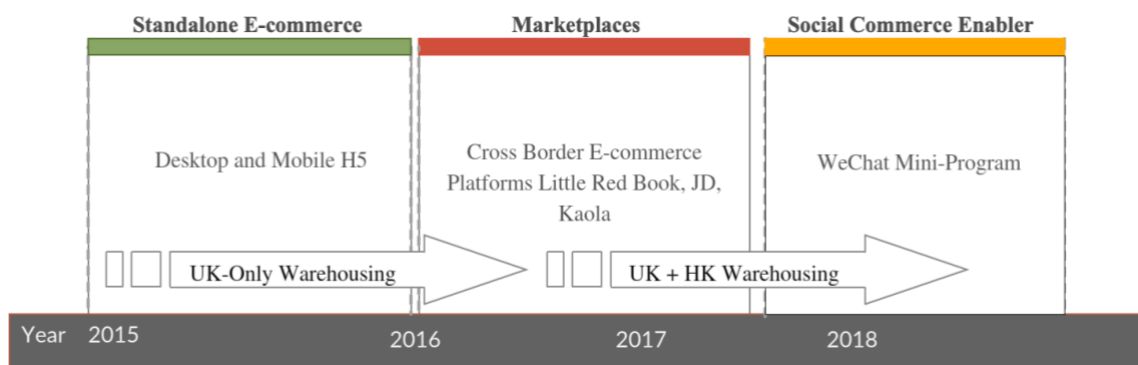 Standalone E-commerce
Marketplaces
Social Commerce Enabler
Desktop and Mobile H5
Cross Border E-commerce
Platforms Little Red Book, JD,
Kaola
WeChat Mini-Program
UK-Only Warehousing
UK + HK Warehousing
Year 2015 2016 2017 2018